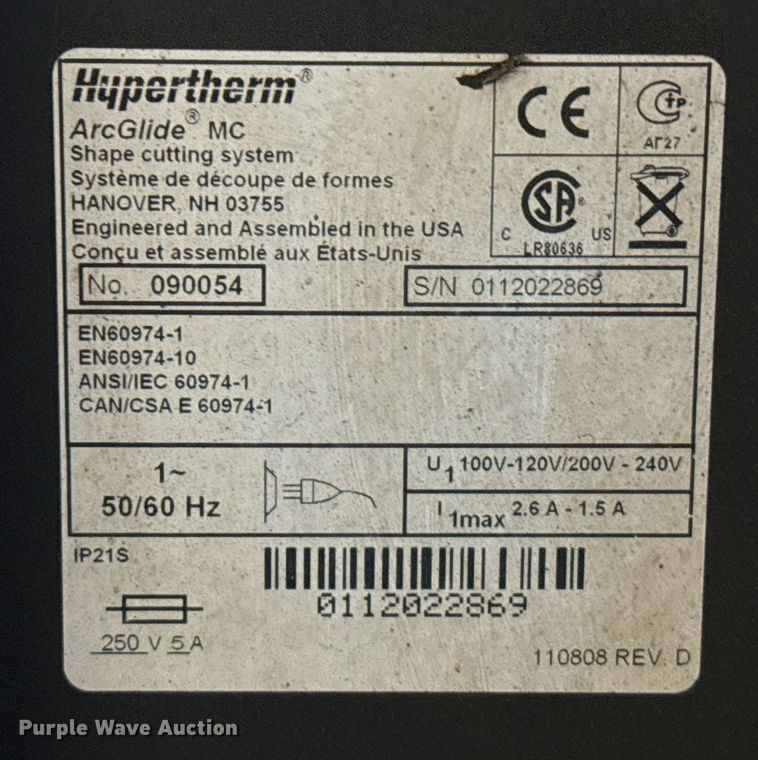 Hypertherm®
ArcGlide® MC
Shape cutting system
Système de découpe de formes
HANOVER, NH 03755
Engineered and Assembled in the USA
Conçu et assemblé aux États-Unis
CE
CTP
АГ27
CSA®
C US
LR80636
No. 090054
S/N 0112022869
EN60974-1
EN60974-10
ANSI/IEC 60974-1
CAN/CSA E 60974-1
1~
50/60 Hz
U1 100V-120V/200V - 240V
I1max 2.6 A - 1.5 A
IP21S
0112022869
250 V 5 A
110808 REV. D
Purple Wave Auction